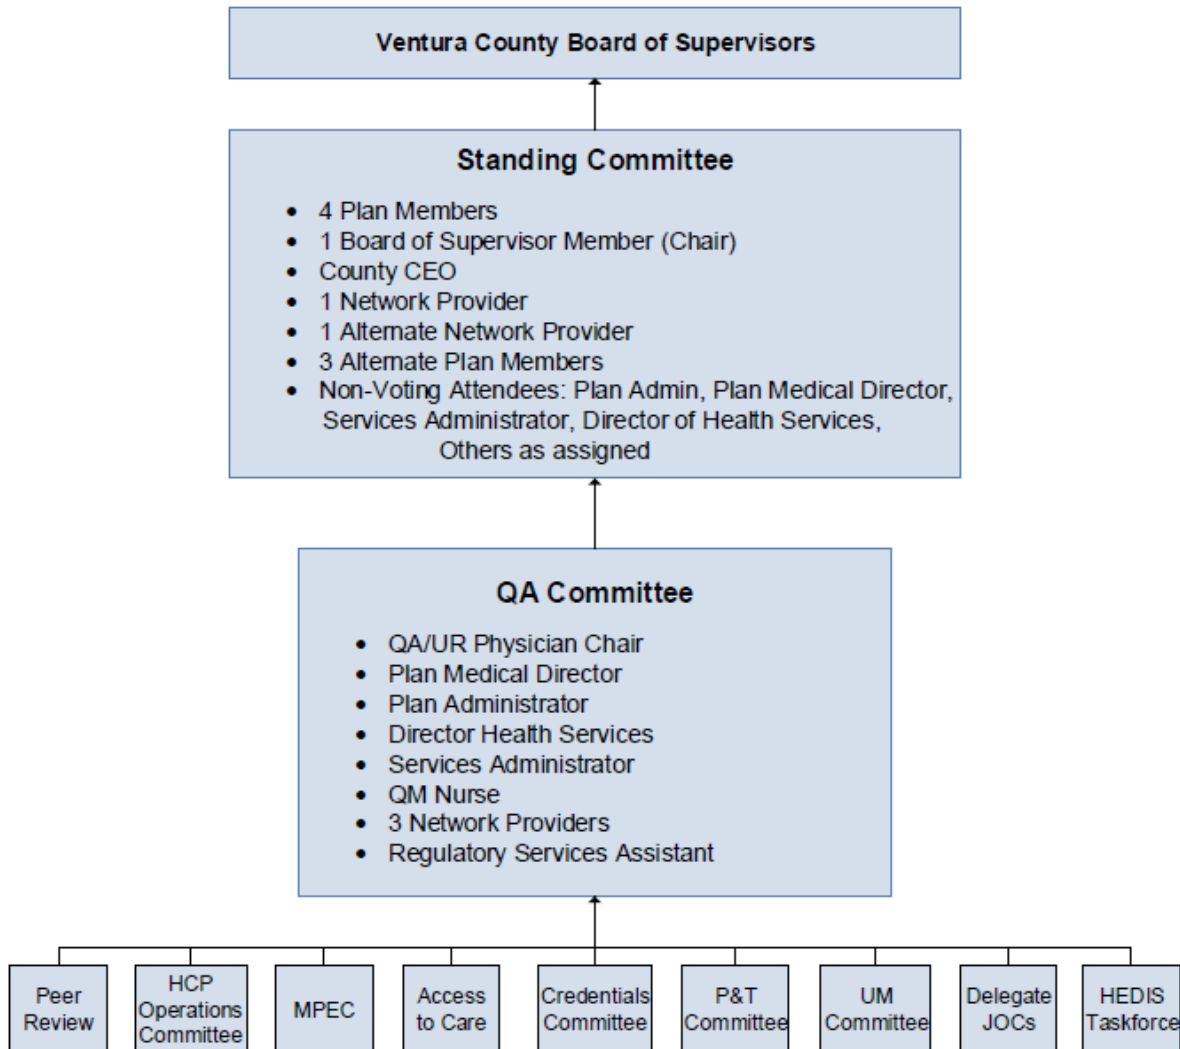 Ventura County Board of Supervisors
Standing Committee
• 4 Plan Members
• 1 Board of Supervisor Member (Chair)
• County CEO
• 1 Network Provider
• 1 Alternate Network Provider
• 3 Alternate Plan Members
• Non-Voting Attendees: Plan Admin, Plan Medical Director,
Services Administrator, Director of Health Services,
Others as assigned
QA Committee
• QA/UR Physician Chair
• Plan Medical Director
• Plan Administrator
• Director Health Services
• Services Administrator
• QM Nurse
• 3 Network Providers
• Regulatory Services Assistant
Peer
Review
HCP
Operations
Committee
MPEC
Access
to Care
Credentials
Committee
P&T
Committee
UM
Committee
Delegate
JOCs
HEDIS
Taskforce